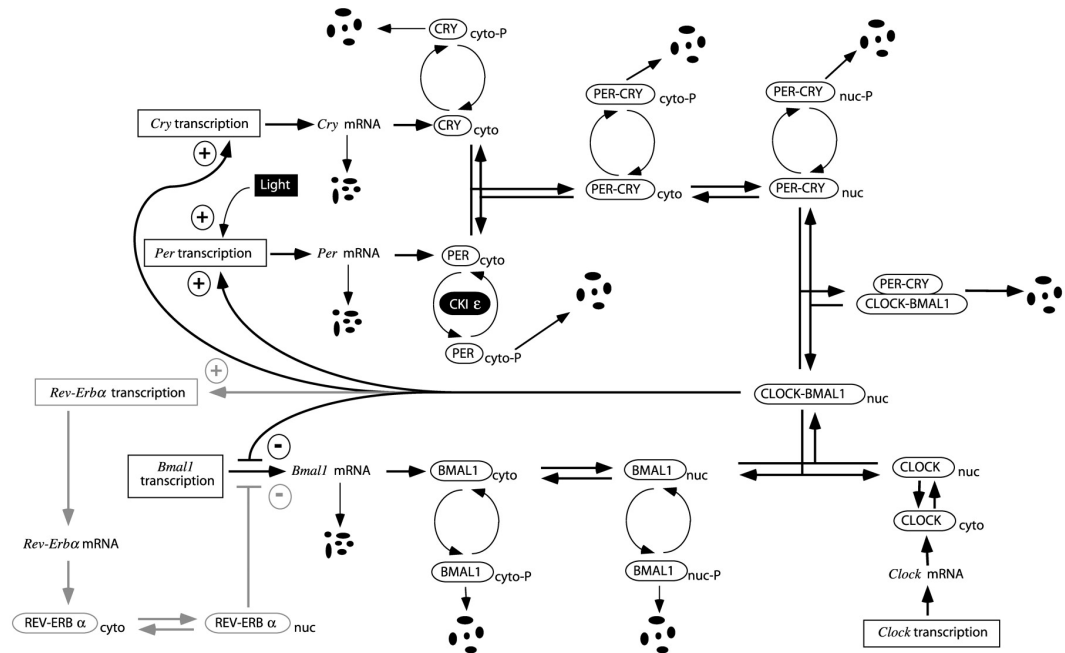 CRY cyto-P
PER-CRY cyto-P
PER-CRY nuc-P
Cry transcription
Cry mRNA
CRY cyto
+
Light
PER-CRY cyto
PER-CRY nuc
+
Per transcription
Per mRNA
PER cyto
+
CKI ε
PER-CRY
CLOCK-BMAL1
PER cyto-P
+
Rev-Erbα transcription
CLOCK-BMAL1 nuc
-
Bmal1
transcription
Bmal1 mRNA
BMAL1 cyto
BMAL1 nuc
CLOCK nuc
-
CLOCK cyto
Rev-Erbα mRNA
BMAL1 cyto-P
BMAL1 nuc-P
Clock mRNA
REV-ERB α cyto
REV-ERB α nuc
Clock transcription